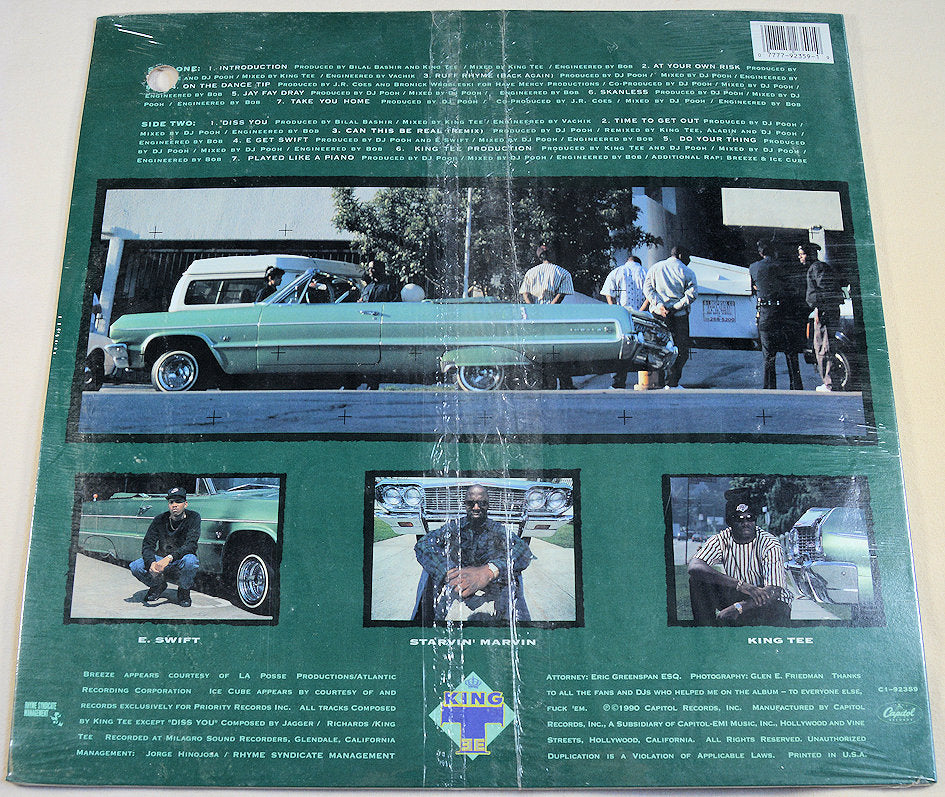 0 7777-92359-1 9
ONE: 1. INTRODUCTION PRODUCED BY BILAL BASHIR AND KING TEE / MIXED BY KING TEE / ENGINEERED BY BOB 2. AT YOUR OWN RISK PRODUCED BY
AND DJ POOH / MIXED BY KING TEE / ENGINEERED BY VACHIK 3. RUFF RHYME (BACK AGAIN) PRODUCED BY DJ POOH / MIXED BY DJ POOH / ENGINEERED BY
ON THE DANCE TIP PRODUCED BY J.R. COES AND BRONICK WROBLESKI FOR HAVE MERCY PRODUCTIONS / CO-PRODUCED BY DJ POOH / MIXED BY DJ POOH /
ENGINEERED BY BOB 5. JAY FAY DRAY PRODUCED BY DJ POOH / MIXED BY DJ POOH / ENGINEERED BY BOB 6. SKANLESS PRODUCED BY DJ POOH / MIXED BY DJ
POOH / ENGINEERED BY BOB 7. TAKE YOU HOME PRODUCED BY DJ POOH / CO-PRODUCED BY J.R. COES / MIXED BY DJ POOH / ENGINEERED BY BOB
SIDE TWO: 1. "DISS YOU PRODUCED BY BILAL BASHIR / MIXED BY KING TEE / ENGINEERED BY VACHIK 2. TIME TO GET OUT PRODUCED BY DJ POOH /
MIXED BY DJ POOH / ENGINEERED BY BOB 3. CAN THIS BE REAL (REMIX) PRODUCED BY DJ POOH / REMIXED BY KING TEE, ALADIN AND DJ POOH /
ENGINEERED BY BOB 4. E GET SWIFT PRODUCED BY DJ POOH AND E SWIFT / MIXED BY DJ POOH / ENGINEERED BY BOB 5. DO YOUR THING PRODUCED
BY DJ POOH / MIXED BY DJ POOH / ENGINEERED BY BOB 6. KING TEE PRODUCTION PRODUCED BY KING TEE AND DJ POOH / MIXED BY DJ POOH /
ENGINEERED BY BOB 7. PLAYED LIKE A PIANO PRODUCED BY DJ POOH / MIXED BY DJ POOH / ENGINEERED BY BOB / ADDITIONAL RAP: BREEZE & ICE CUBE
E. SWIFT
STARVIN' MARVIN
KING TEE
BREEZE APPEARS COURTESY OF LA POSSE PRODUCTIONS/ATLANTIC
RECORDING CORPORATION ICE CUBE APPEARS BY COURTESY OF AND
RECORDS EXCLUSIVELY FOR PRIORITY RECORDS INC. ALL TRACKS COMPOSED
BY KING TEE EXCEPT "DISS YOU" COMPOSED BY JAGGER / RICHARDS / KING
TEE RECORDED AT MILAGRO SOUND RECORDERS, GLENDALE, CALIFORNIA
MANAGEMENT: JORGE HINOJOSA / RHYME SYNDICATE MANAGEMENT
RHYME SYNDICATE
MANAGEMENT
KING
TEE
ATTORNEY: ERIC GREENSPAN ESQ. PHOTOGRAPHY: GLEN E. FRIEDMAN THANKS
TO ALL THE FANS AND DJS WHO HELPED ME ON THE ALBUM – TO EVERYONE ELSE,
FUCK 'EM. ℗©1990 CAPITOL RECORDS, INC. MANUFACTURED BY CAPITOL
RECORDS, INC., A SUBSIDIARY OF CAPITOL-EMI MUSIC, INC., HOLLYWOOD AND VINE
STREETS, HOLLYWOOD, CALIFORNIA. ALL RIGHTS RESERVED. UNAUTHORIZED
DUPLICATION IS A VIOLATION OF APPLICABLE LAWS. PRINTED IN U.S.A.
C1-92359
Capitol